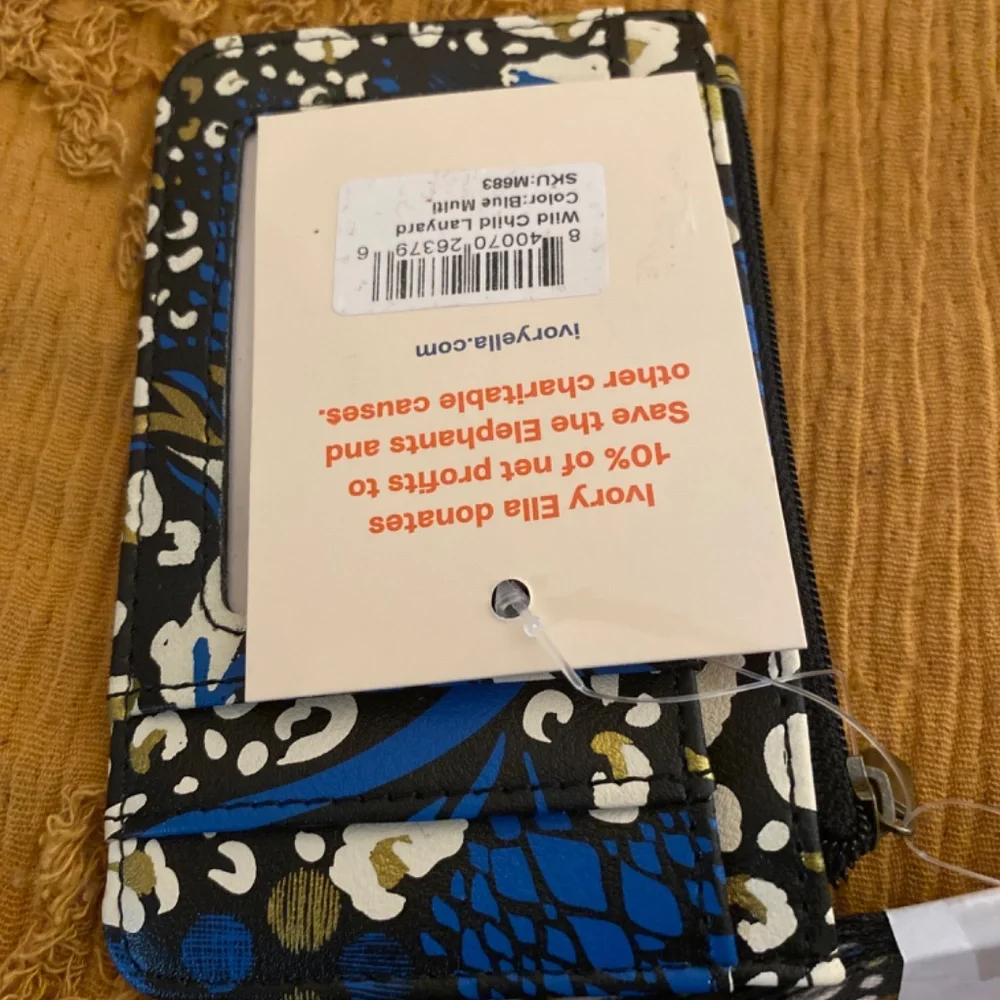 Ivory Ella donates
10% of net profits to
Save the Elephants and
other charitable causes.
ivoryella.com
8 40070 26379 6
Wild Child Lanyard
Color:Blue Multi
SKU:M683